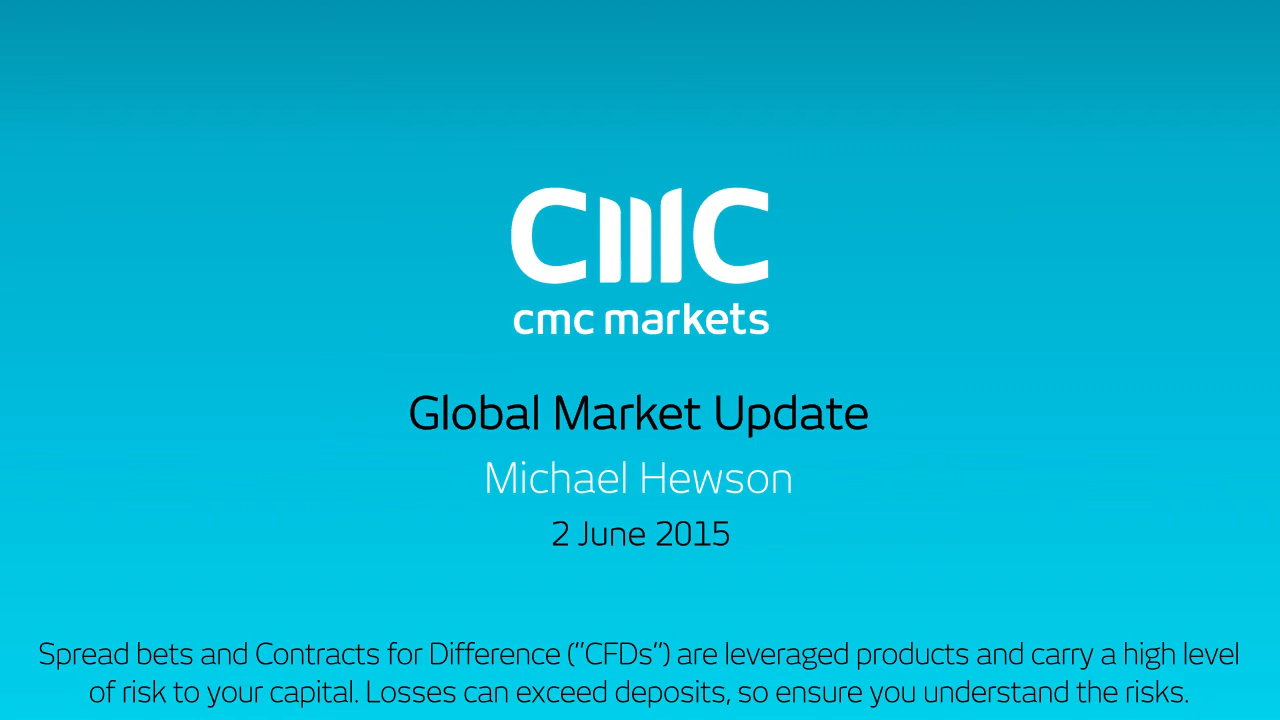 CMC
cmc markets
Global Market Update
Michael Hewson
2 June 2015
Spread bets and Contracts for Difference (“CFDs”) are leveraged products and carry a high level
of risk to your capital. Losses can exceed deposits, so ensure you understand the risks.